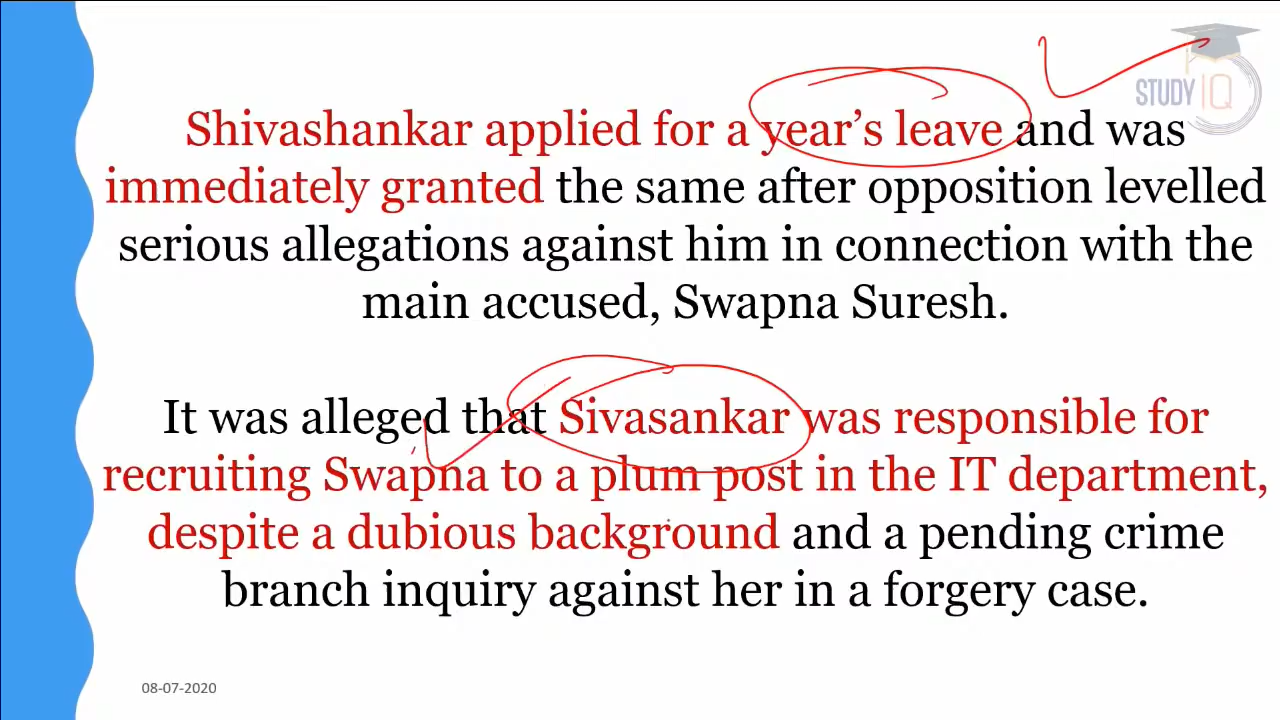 STUDY IQ
Shivashankar applied for a year’s leave and was
immediately granted the same after opposition levelled
serious allegations against him in connection with the
main accused, Swapna Suresh.
It was alleged that Sivasankar was responsible for
recruiting Swapna to a plum post in the IT department,
despite a dubious background and a pending crime
branch inquiry against her in a forgery case.
08-07-2020